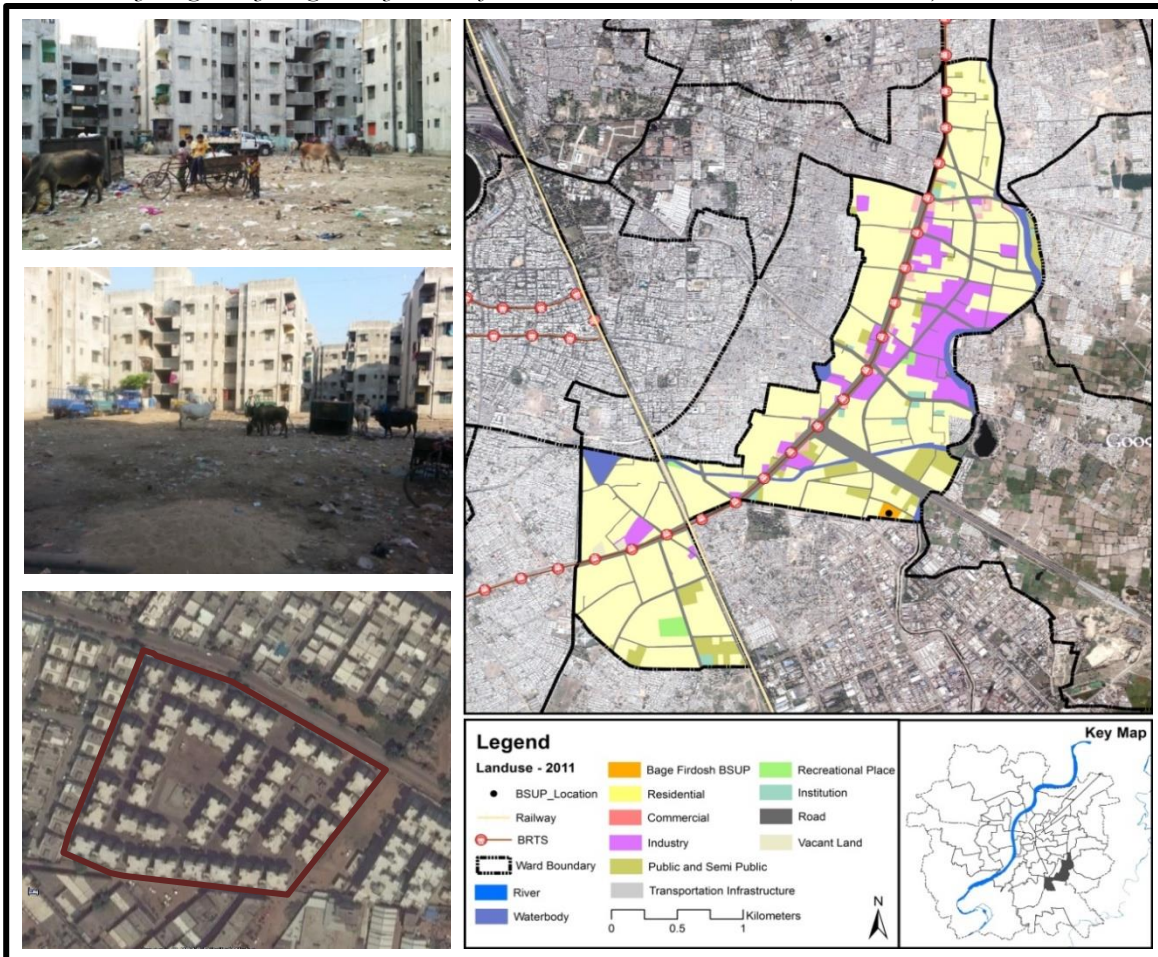 Goog
Legend
Landuse - 2011
BSUP_Location
Railway
BRTS
Ward Boundary
River
Waterbody
Bage Firdosh BSUP
Residential
Commercial
Industry
Public and Semi Public
Transportation Infrastructure
Recreational Place
Institution
Road
Vacant Land
0 0.5 1 Kilometers
N
Key Map